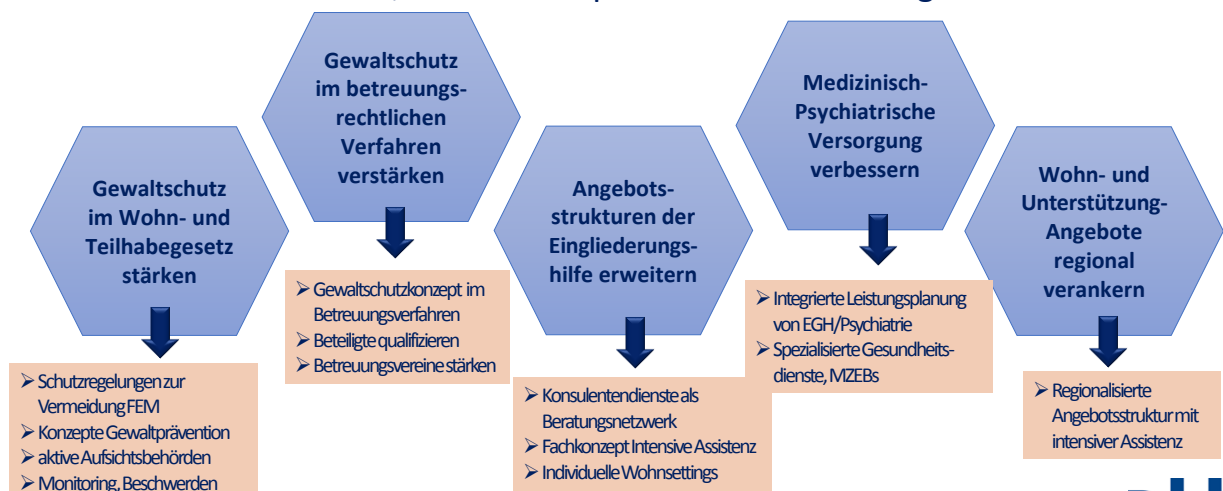 Gewaltschutz
im Wohn- und
Teilhabegesetz
stärken
➢ Schutzregelungen zur
Vermeidung FEM
➢ Konzepte Gewaltprävention
➢ aktive Aufsichtsbehörden
➢ Monitoring, Beschwerden
Gewaltschutz
im betreuungs-
rechtlichen
Verfahren
verstärken
➢ Gewaltschutzkonzept im
Betreuungsverfahren
➢ Beteiligte qualifizieren
➢ Betreuungsvereine stärken
Angebots-
strukturen der
Eingliederungs-
hilfe erweitern
➢ Konsulentendienste als
Beratungsnetzwerk
➢ Fachkonzept Intensive Assistenz
➢ Individuelle Wohnsettings
Medizinisch-
Psychiatrische
Versorgung
verbessern
➢ Integrierte Leistungsplanung
von EGH/Psychiatrie
➢ Spezialisierte Gesundheits-
dienste, MZEBs
Wohn- und
Unterstützung-
Angebote
regional
verankern
➢ Regionalisierte
Angebotsstruktur mit
intensiver Assistenz